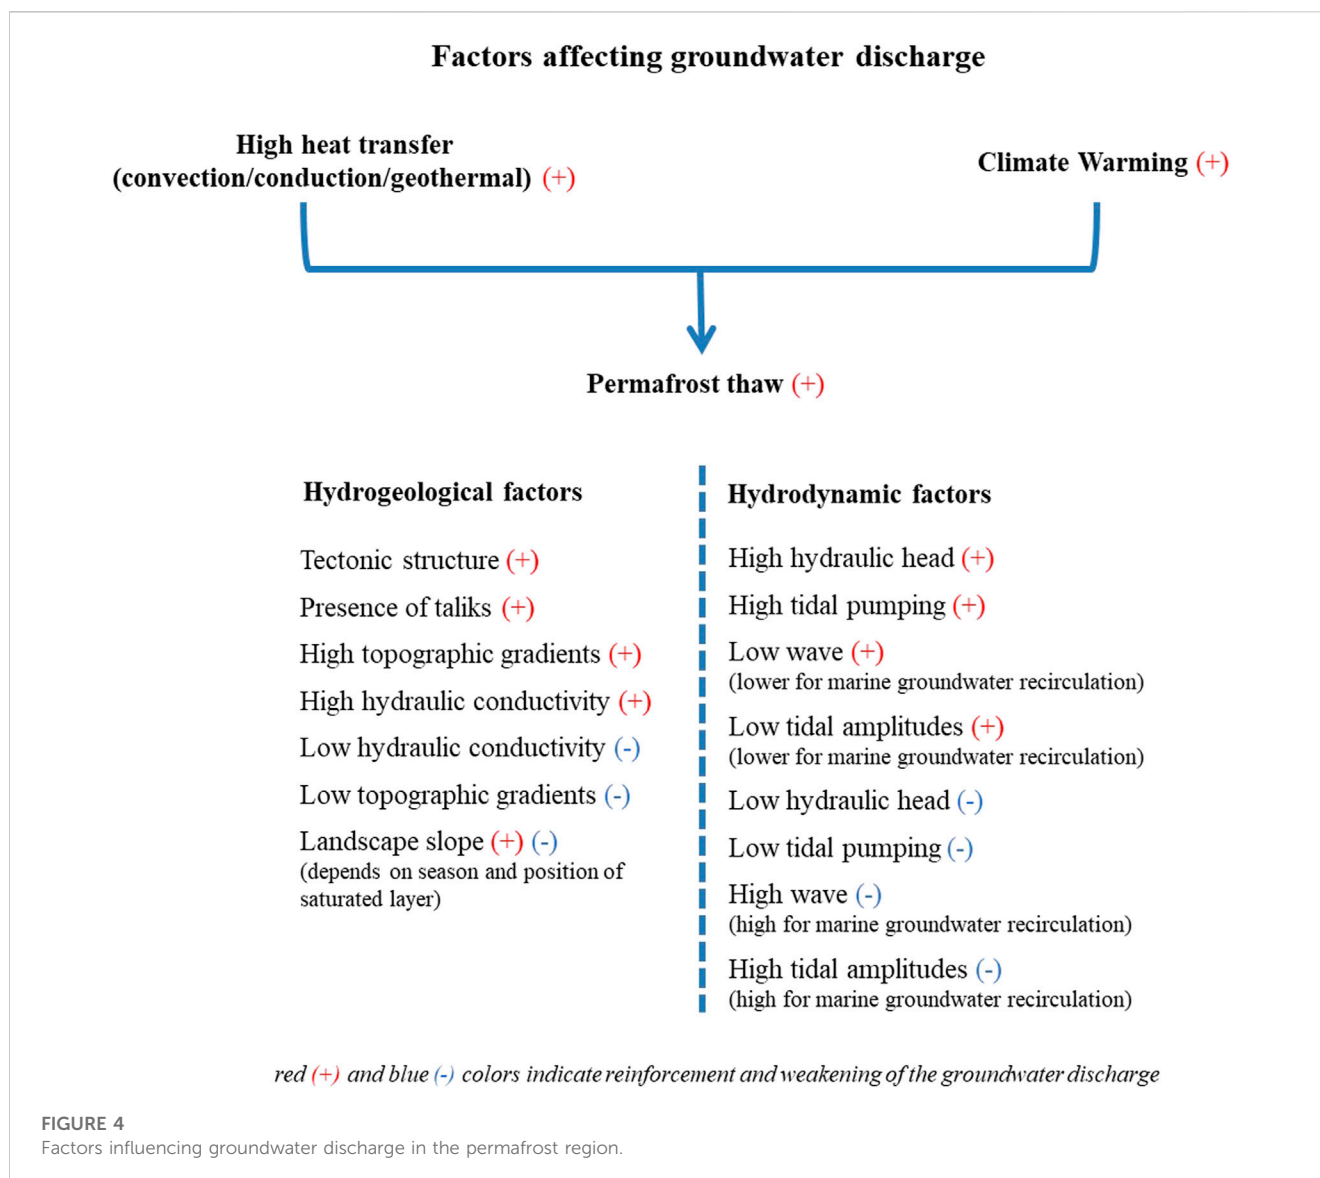 Factors affecting groundwater discharge
High heat transfer
(convection/conduction/geothermal) (+)
Climate Warming (+)
Permafrost thaw (+)
Hydrogeological factors
Tectonic structure (+)
Presence of taliks (+)
High topographic gradients (+)
High hydraulic conductivity (+)
Low hydraulic conductivity (-)
Low topographic gradients (-)
Landscape slope (+) (-)
(depends on season and position of
saturated layer)
Hydrodynamic factors
High hydraulic head (+)
High tidal pumping (+)
Low wave (+)
(lower for marine groundwater recirculation)
Low tidal amplitudes (+)
(lower for marine groundwater recirculation)
Low hydraulic head (-)
Low tidal pumping (-)
High wave (-)
(high for marine groundwater recirculation)
High tidal amplitudes (-)
(high for marine groundwater recirculation)
red (+) and blue (-) colors indicate reinforcement and weakening of the groundwater discharge
FIGURE 4
Factors influencing groundwater discharge in the permafrost region.